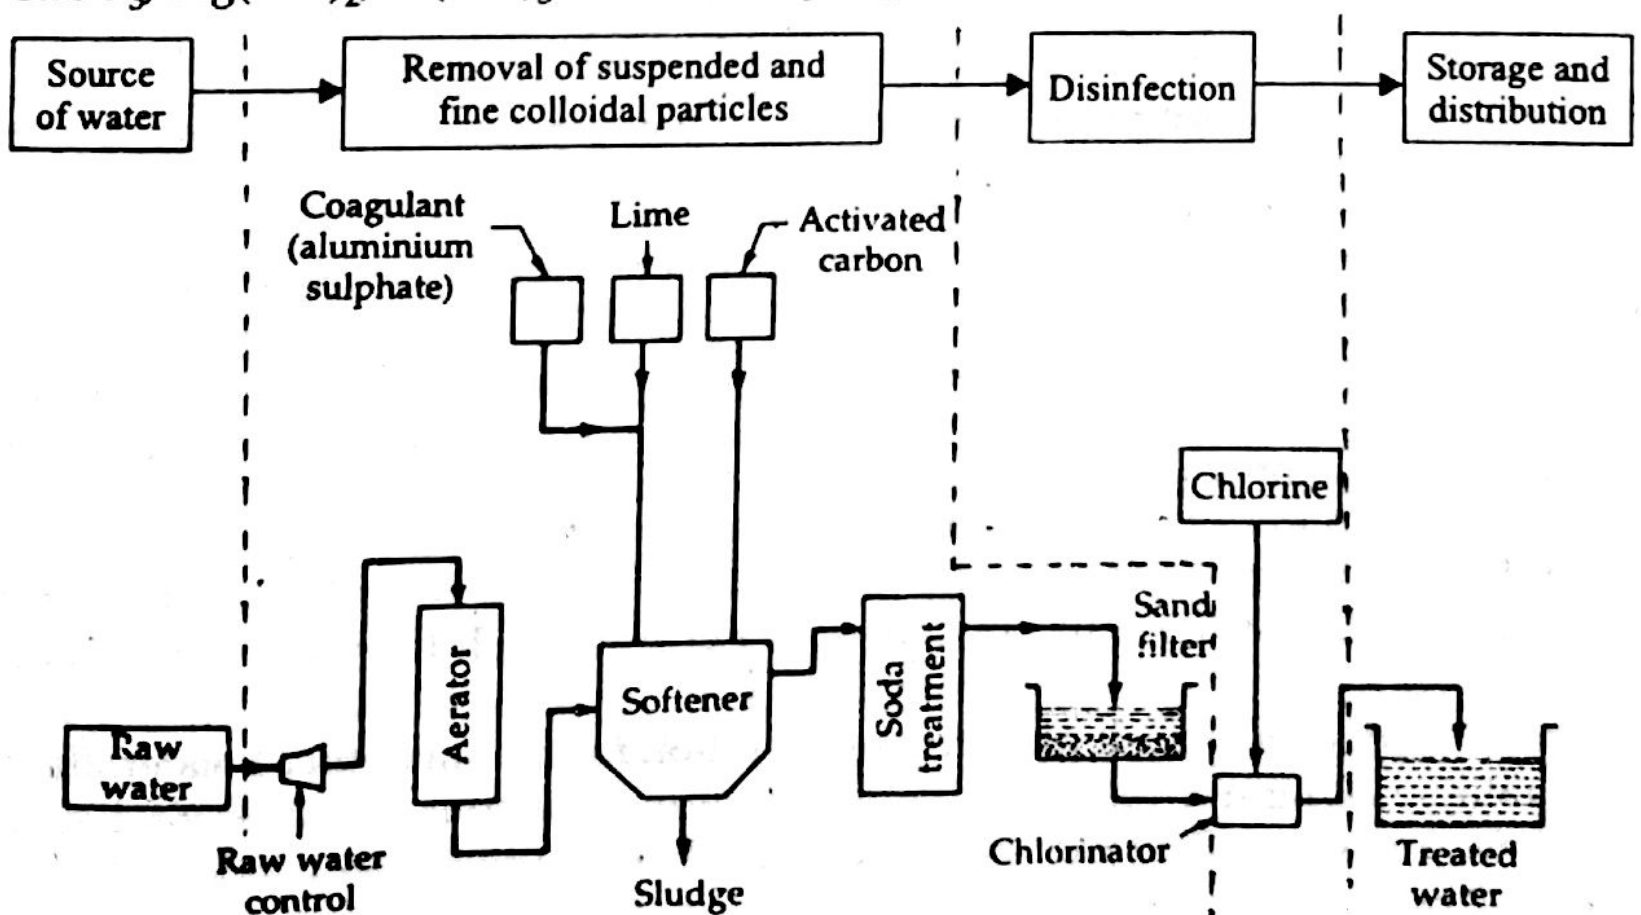 Source
of water
Removal of suspended and
fine colloidal particles
Disinfection
Storage and
distribution
Coagulant
(aluminium
sulphate)
Lime
Activated
carbon
Chlorine
Sand
filter
Aerator
Softener
Soda
treatment
Raw
water
Raw water
control
Sludge
Chlorinator
Treated
water